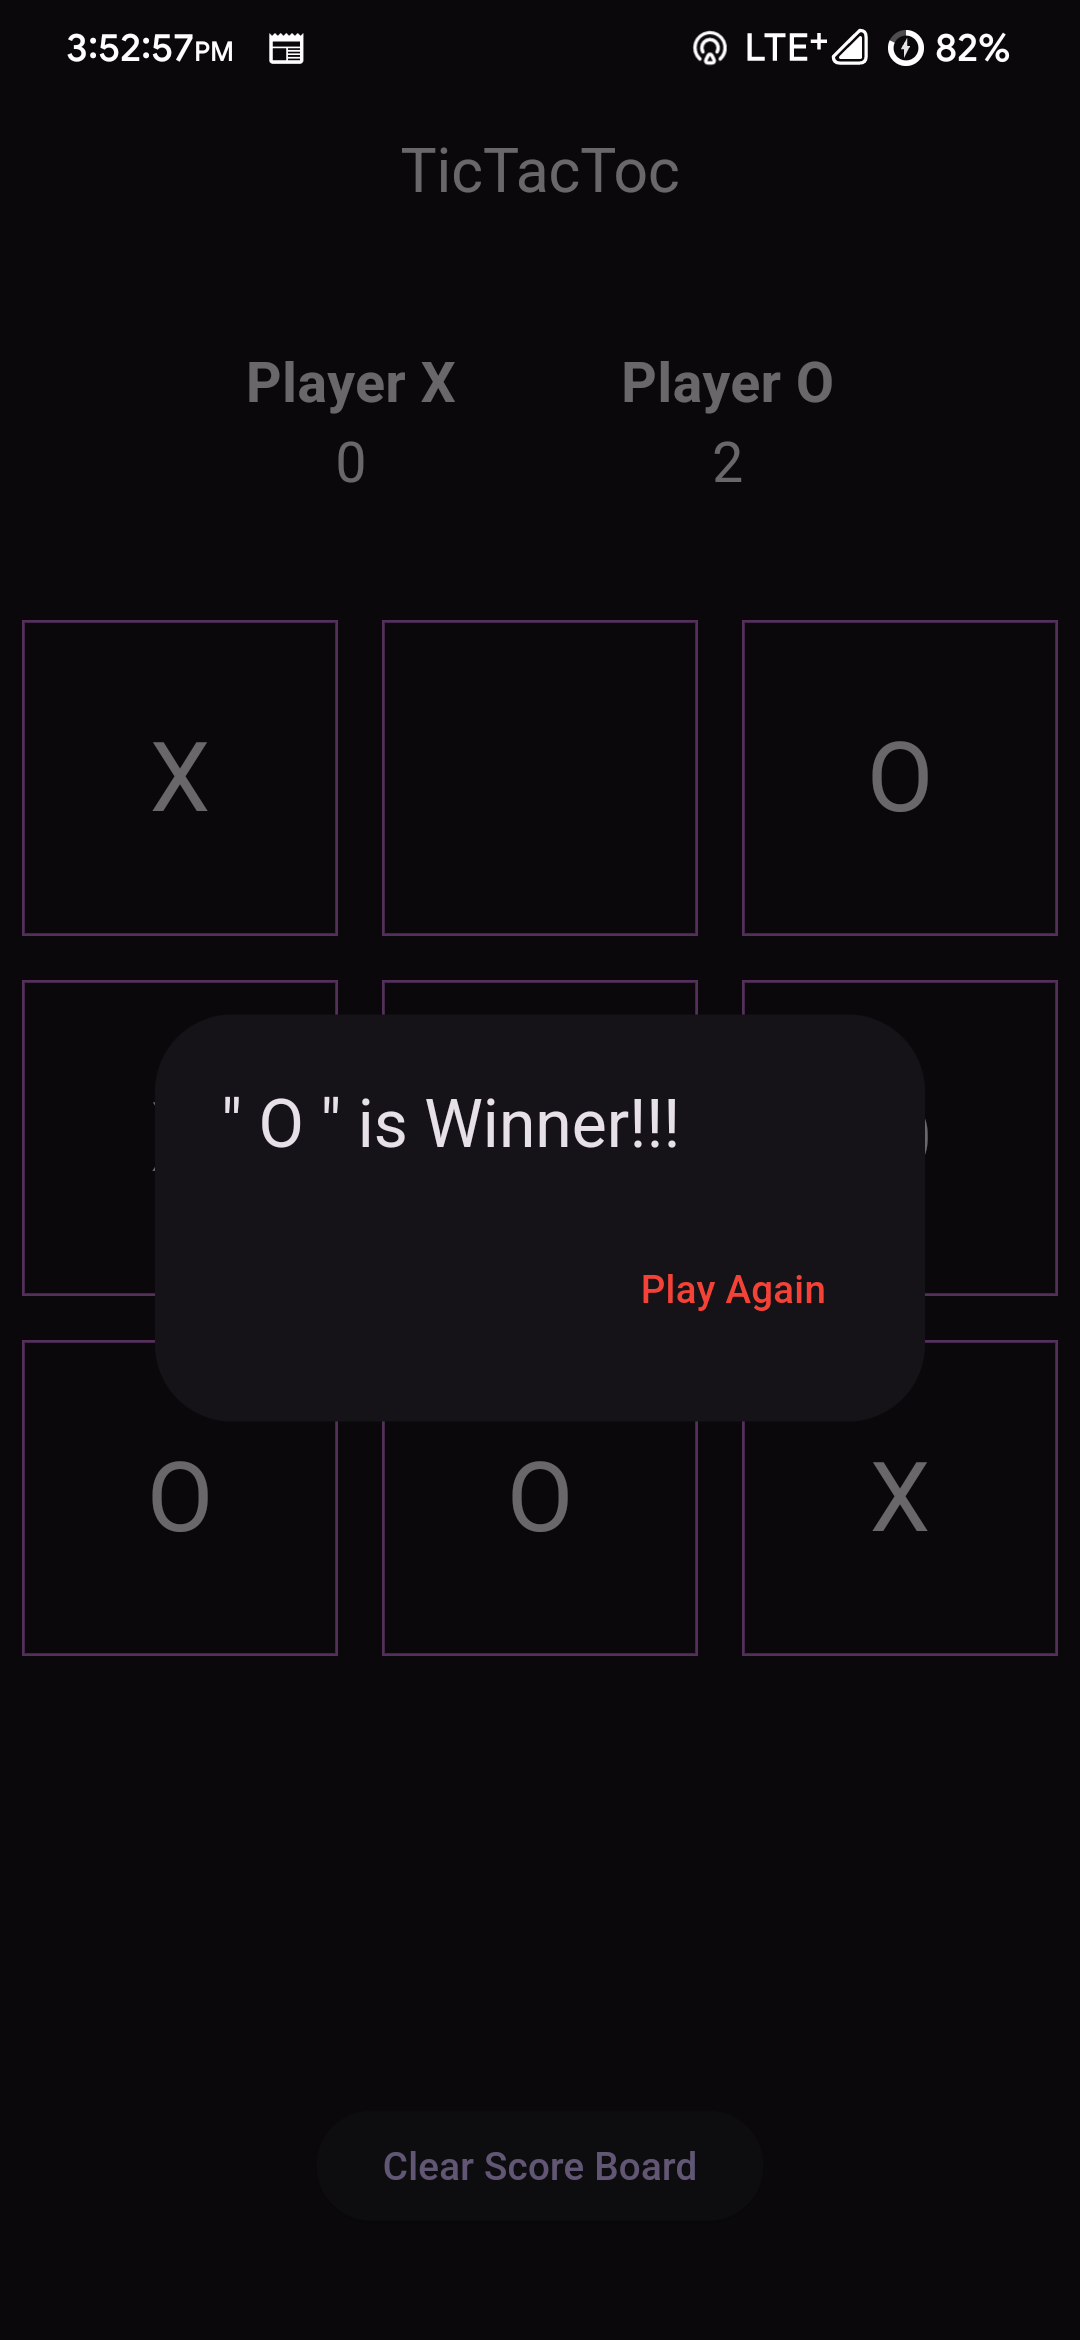 3:52:57PM LTE+ 82%
TicTacToc
Player X Player O
0 2
X O
" O " is Winner!!!
Play Again
O O X
Clear Score Board